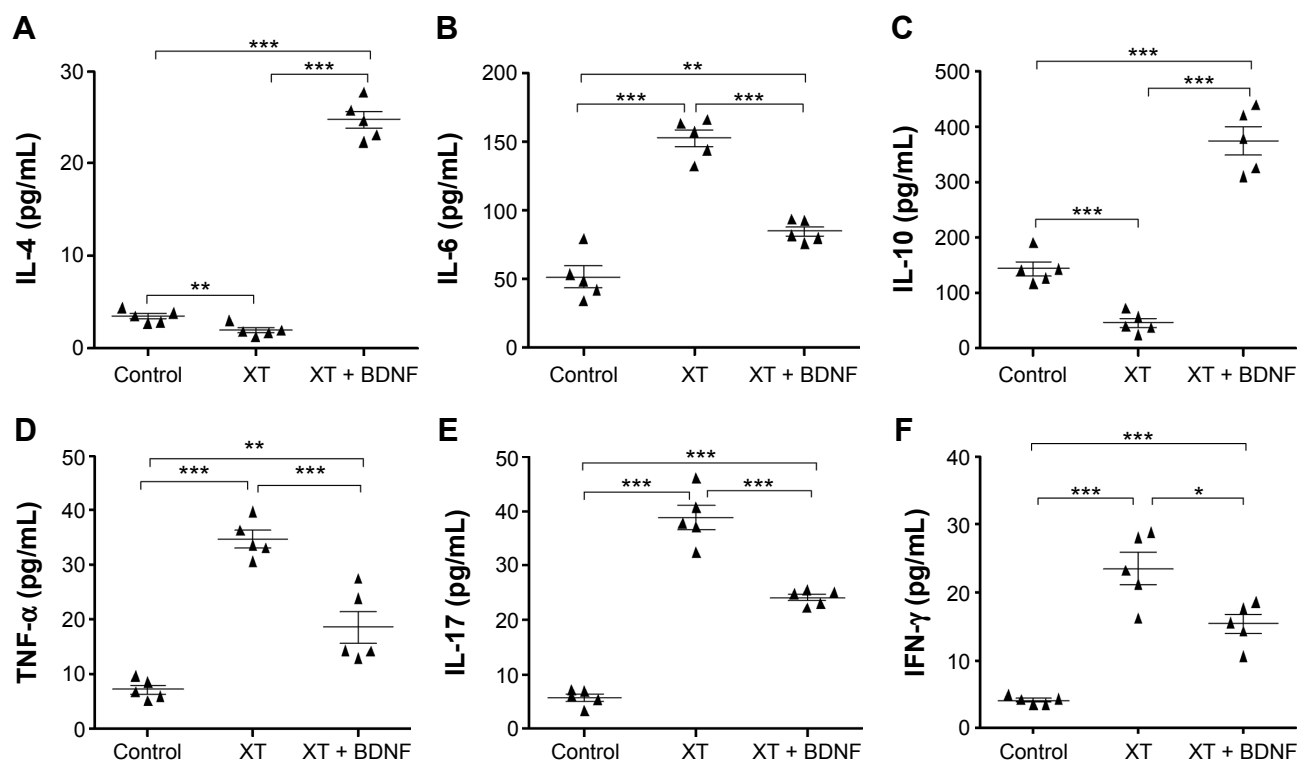 A
IL-4 (pg/mL)
30
20
10
0
***
***
**
Control XT XT + BDNF
B
IL-6 (pg/mL)
200
150
100
50
0
**
*** ***
Control XT XT + BDNF
C
IL-10 (pg/mL)
500
400
300
200
100
0
***
***
***
Control XT XT + BDNF
D
TNF-α (pg/mL)
50
40
30
20
10
0
**
*** ***
Control XT XT + BDNF
E
IL-17 (pg/mL)
50
40
30
20
10
0
***
*** ***
Control XT XT + BDNF
F
IFN-γ (pg/mL)
40
30
20
10
0
***
*** *
Control XT XT + BDNF